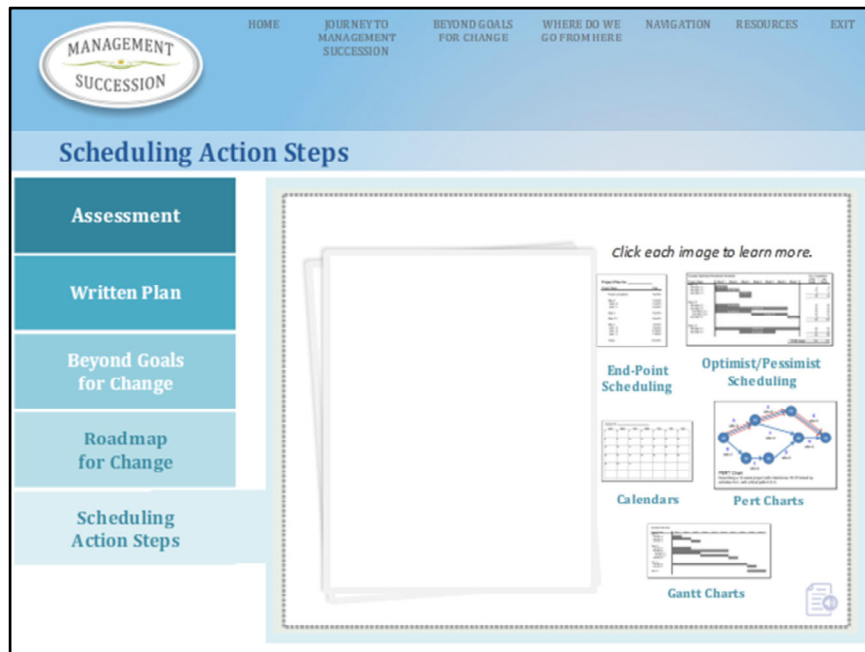 HOME
JOURNEY TO
MANAGEMENT
SUCCESSION
BEYOND GOALS
FOR CHANGE
WHERE DO WE
GO FROM HERE
NAVIGATION
RESOURCES
EXIT
MANAGEMENT
SUCCESSION
Scheduling Action Steps
Assessment
Written Plan
Beyond Goals
for Change
Roadmap
for Change
Scheduling
Action Steps
Click each image to learn more.
End-Point
Scheduling
Optimist/Pessimist
Scheduling
Calendars
PERT Chart
Pert Charts
Gantt Charts